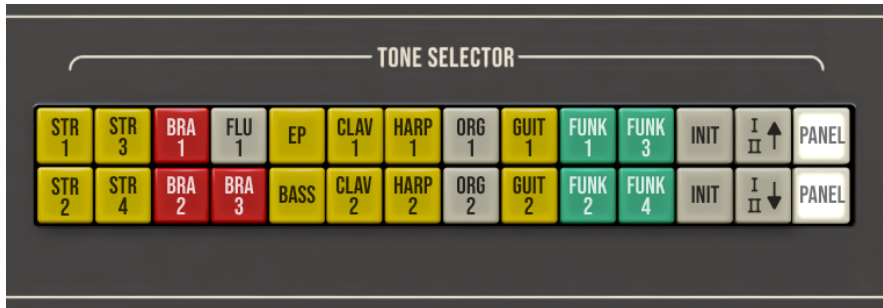 TONE SELECTOR
STR 1 STR 3 BRA 1 FLU 1 EP CLAV 1 HARP 1 ORG 1 GUIT 1 FUNK 1 FUNK 3 INIT I II ↑ PANEL
STR 2 STR 4 BRA 2 BRA 3 BASS CLAV 2 HARP 2 ORG 2 GUIT 2 FUNK 2 FUNK 4 INIT I II ↓ PANEL